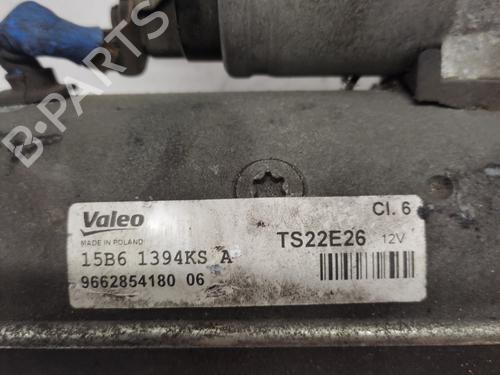 B-PARTS
Valeo
Cl. 6
MADE IN POLAND
TS22E26 12V
15B6 1394KS A
9662854180 06